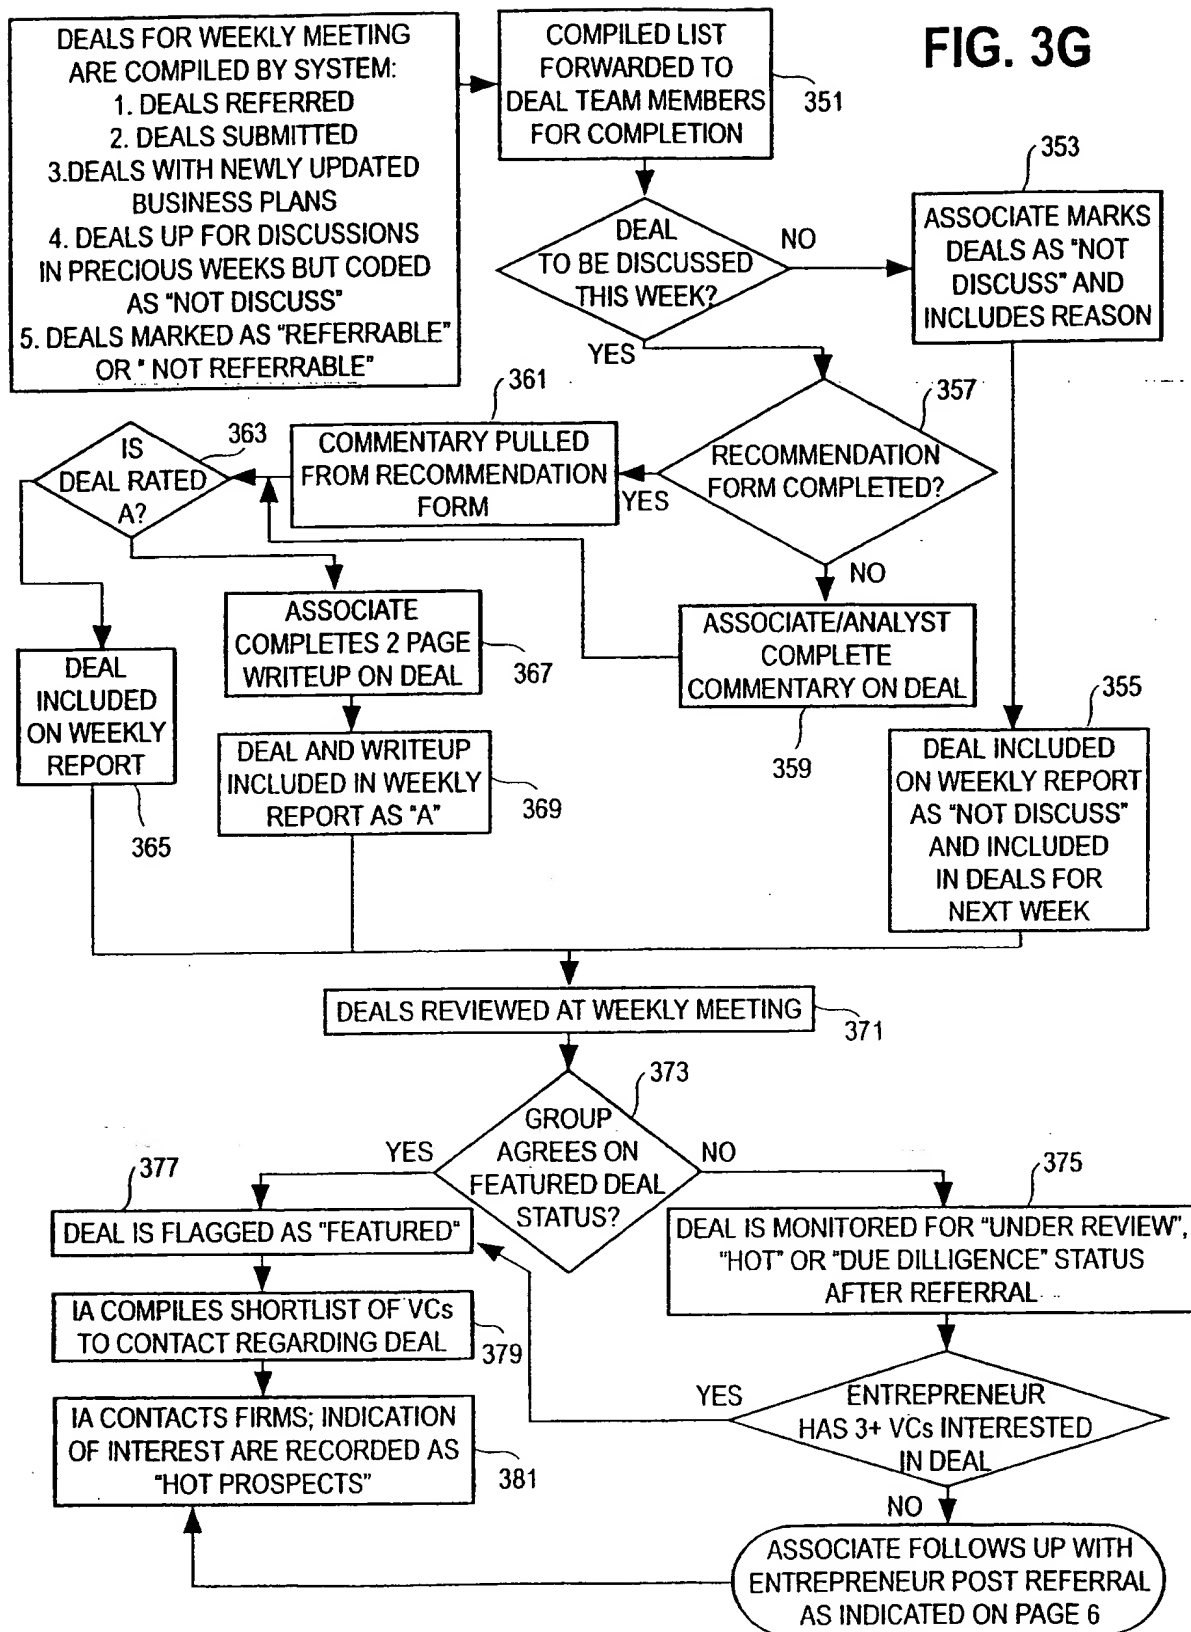 FIG. 3G
DEALS FOR WEEKLY MEETING
ARE COMPILED BY SYSTEM:
1. DEALS REFERRED
2. DEALS SUBMITTED
3.DEALS WITH NEWLY UPDATED
BUSINESS PLANS
4. DEALS UP FOR DISCUSSIONS
IN PRECIOUS WEEKS BUT CODED
AS "NOT DISCUSS"
5. DEALS MARKED AS "REFERRABLE"
OR " NOT REFERRABLE"
COMPILED LIST
FORWARDED TO
DEAL TEAM MEMBERS
FOR COMPLETION
351
DEAL
TO BE DISCUSSED
THIS WEEK?
NO
YES
353
ASSOCIATE MARKS
DEALS AS "NOT
DISCUSS" AND
INCLUDES REASON
357
RECOMMENDATION
FORM COMPLETED?
YES
NO
361
COMMENTARY PULLED
FROM RECOMMENDATION
FORM
363
IS
DEAL RATED
A?
ASSOCIATE
COMPLETES 2 PAGE
WRITEUP ON DEAL
367
ASSOCIATE/ANALYST
COMPLETE
COMMENTARY ON DEAL
359
DEAL
INCLUDED
ON WEEKLY
REPORT
365
DEAL AND WRITEUP
INCLUDED IN WEEKLY
REPORT AS "A"
369
355
DEAL INCLUDED
ON WEEKLY REPORT
AS "NOT DISCUSS"
AND INCLUDED
IN DEALS FOR
NEXT WEEK
DEALS REVIEWED AT WEEKLY MEETING
371
373
GROUP
AGREES ON
FEATURED DEAL
STATUS?
YES
NO
377
DEAL IS FLAGGED AS "FEATURED"
375
DEAL IS MONITORED FOR "UNDER REVIEW",
"HOT" OR "DUE DILLIGENCE" STATUS
AFTER REFERRAL
IA COMPILES SHORTLIST OF VCs
TO CONTACT REGARDING DEAL
379
IA CONTACTS FIRMS; INDICATION
OF INTEREST ARE RECORDED AS
"HOT PROSPECTS"
381
YES
ENTREPRENEUR
HAS 3+ VCs INTERESTED
IN DEAL
NO
ASSOCIATE FOLLOWS UP WITH
ENTREPRENEUR POST REFERRAL
AS INDICATED ON PAGE 6